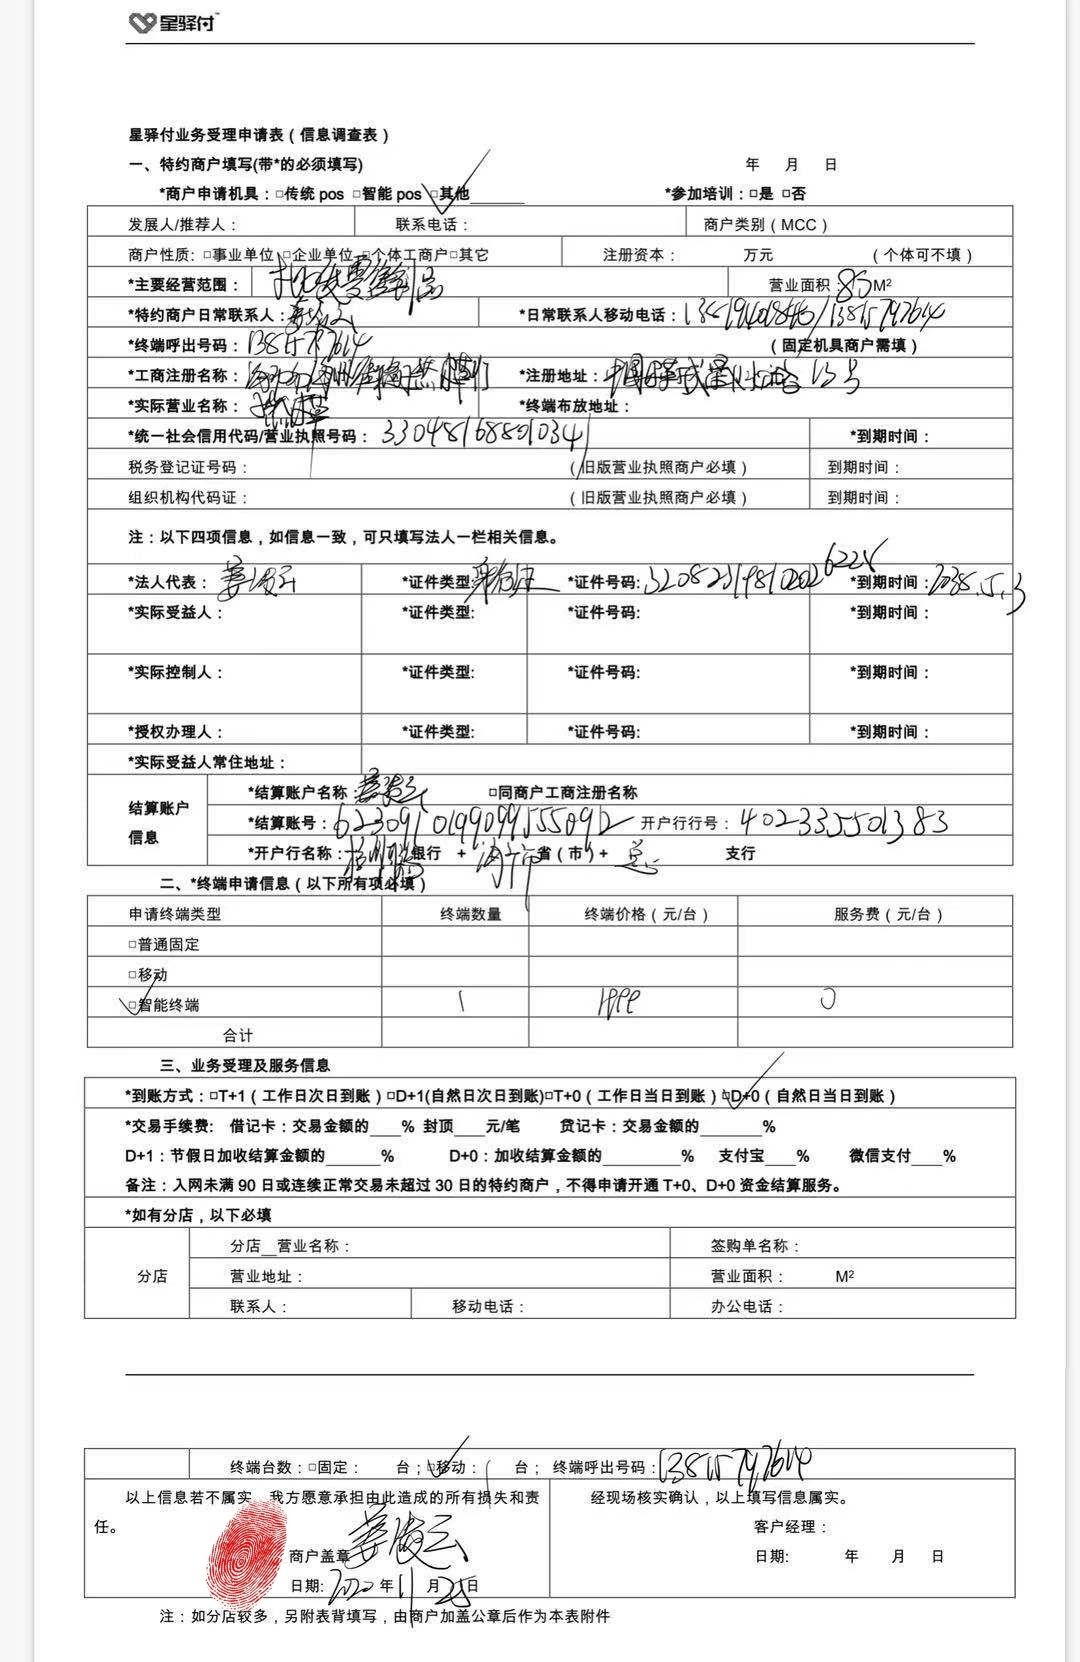 星驿付
星驿付业务受理申请表（信息调查表）
一、特约商户填写(带*的必须填写) 年 月 日
*商户申请机具：□传统 pos □智能 pos □其他 *参加培训：□是 □否
发展人/推荐人： 联系电话： 商户类别（MCC）
商户性质: □事业单位 □企业单位 □个体工商户□其它 注册资本： 万元 （个体可不填）
*主要经营范围： 营业面积：85 M²
*特约商户日常联系人： *日常联系人移动电话： /13815797614
*终端呼出号码：13815797614 （固定机具商户需填）
*工商注册名称： *注册地址：
*实际营业名称： *终端布放地址：
*统一社会信用代码/营业执照号码： *到期时间：
税务登记证号码： （旧版营业执照商户必填） 到期时间：
组织机构代码证： （旧版营业执照商户必填） 到期时间：
注：以下四项信息，如信息一致，可只填写法人一栏相关信息。
*法人代表：姜凌云 *证件类型:身份证 *证件号码: *到期时间：2038.5.3
*实际受益人： *证件类型: *证件号码: *到期时间：
*实际控制人： *证件类型: *证件号码: *到期时间：
*授权办理人： *证件类型: *证件号码: *到期时间：
*实际受益人常住地址：
结算账户信息
*结算账户名称：姜凌云 □同商户工商注册名称
*结算账号： 开户行行号：402335501383
*开户行名称： 银行 + 海宁市 省（市）+ 总 支行
二、*终端申请信息（以下所有项必填）
申请终端类型 终端数量 终端价格（元/台） 服务费（元/台）
□普通固定
□移动
□智能终端 1 1999 0
合计
三、业务受理及服务信息
*到账方式：□T+1（工作日次日到账）□D+1(自然日次日到账)□T+0（工作日当日到账）□D+0（自然日当日到账）
*交易手续费: 借记卡：交易金额的____% 封顶____元/笔 贷记卡：交易金额的________%
D+1：节假日加收结算金额的_______% D+0：加收结算金额的__________% 支付宝____% 微信支付____%
备注：入网未满 90 日或连续正常交易未超过 30 日的特约商户，不得申请开通 T+0、D+0 资金结算服务。
*如有分店，以下必填
分店
分店__营业名称： 签购单名称：
营业地址： 营业面积： M²
联系人： 移动电话： 办公电话：
终端台数：□固定： 台；□移动：1 台； 终端呼出号码：13815797614
以上信息若不属实，我方愿意承担由此造成的所有损失和责任。
经现场核实确认，以上填写信息属实。
商户盖章 姜凌云 客户经理：
日期: 2020 年 11 月 25 日 日期: 年 月 日
注：如分店较多，另附表背填写，由商户加盖公章后作为本表附件